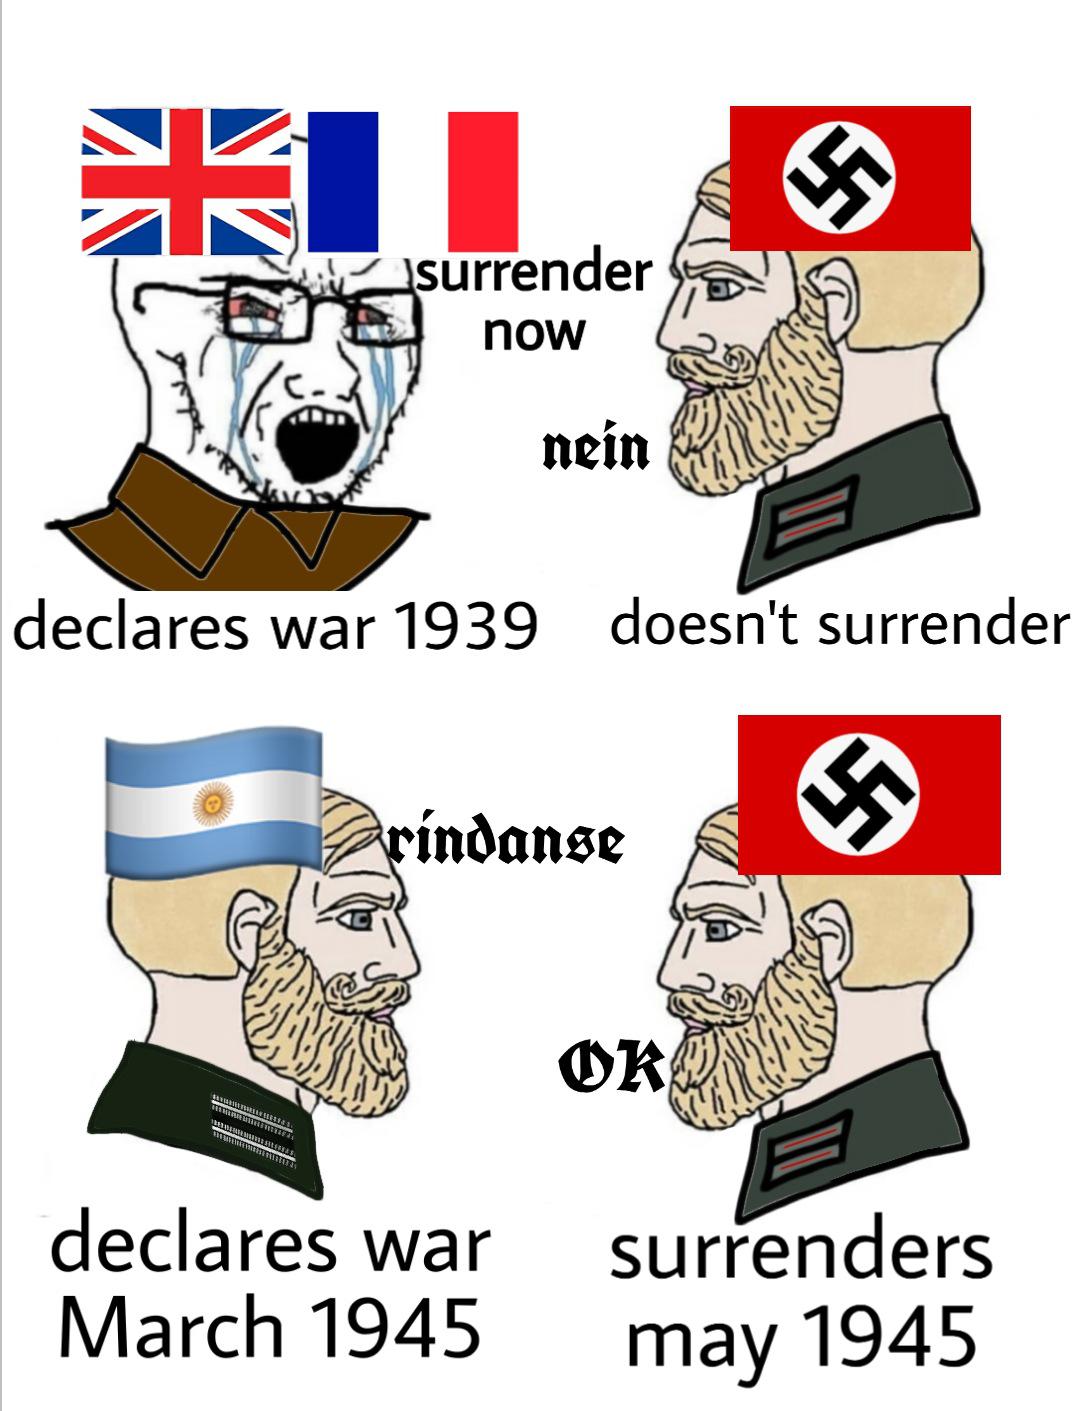 surrender
now
nein
declares war 1939
doesn't surrender
rindanse
OK
declares war
March 1945
surrenders
may 1945